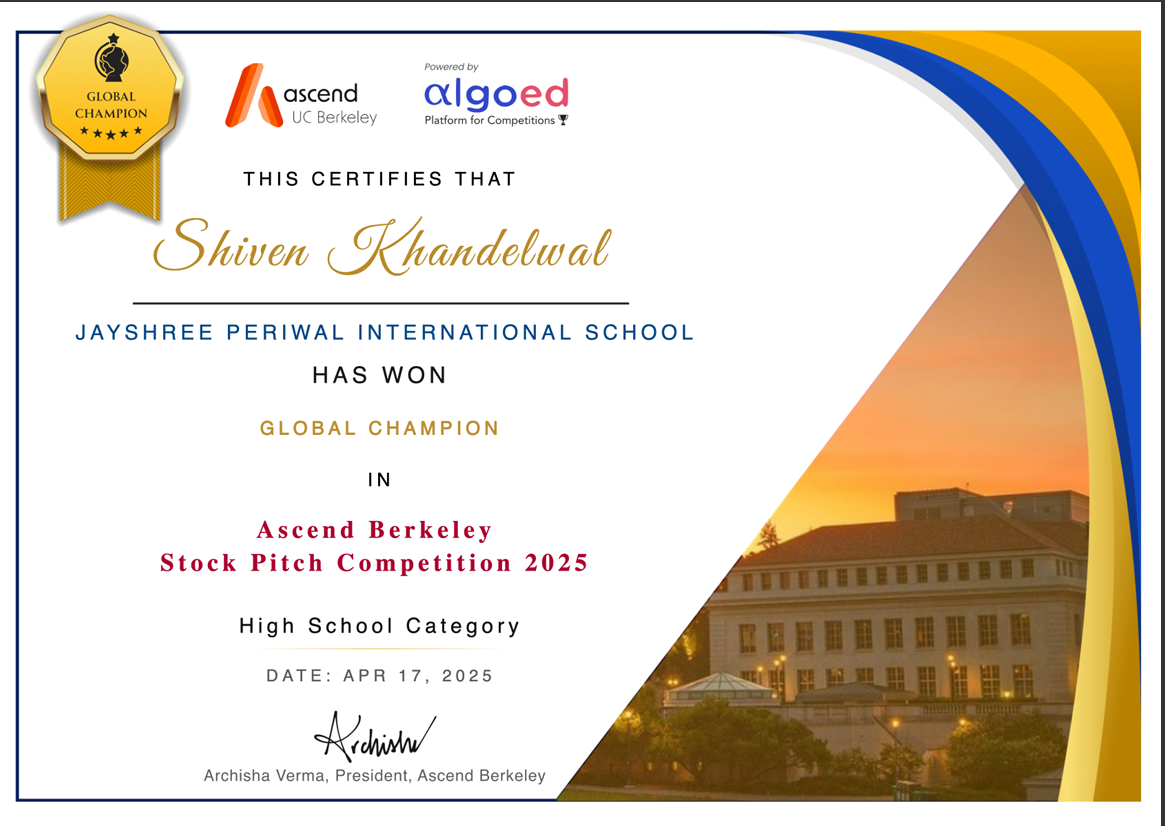 GLOBAL
CHAMPION
ascend
UC Berkeley
Powered by
algoed
Platform for Competitions
THIS CERTIFIES THAT
Shiven Khandelwal
JAYSHREE PERIWAL INTERNATIONAL SCHOOL
HAS WON
GLOBAL CHAMPION
IN
Ascend Berkeley
Stock Pitch Competition 2025
High School Category
DATE: APR 17, 2025
Archisha
Archisha Verma, President, Ascend Berkeley